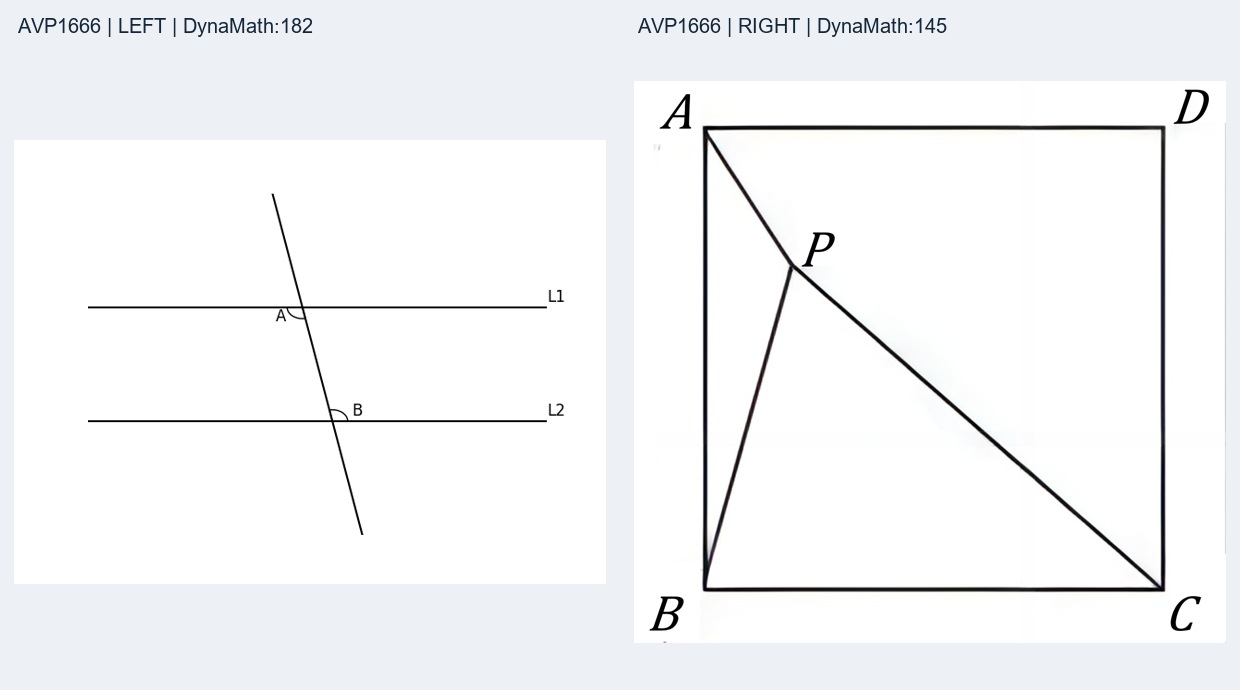 AVP1666 | LEFT | DynaMath:182
L1
A
B
L2
AVP1666 | RIGHT | DynaMath:145
A
D
P
B
C